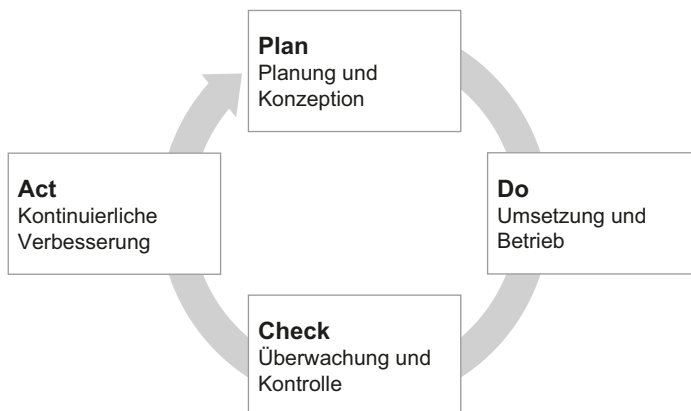 Plan
Planung und
Konzeption
Act
Kontinuierliche
Verbesserung
Do
Umsetzung und
Betrieb
Check
Überwachung und
Kontrolle